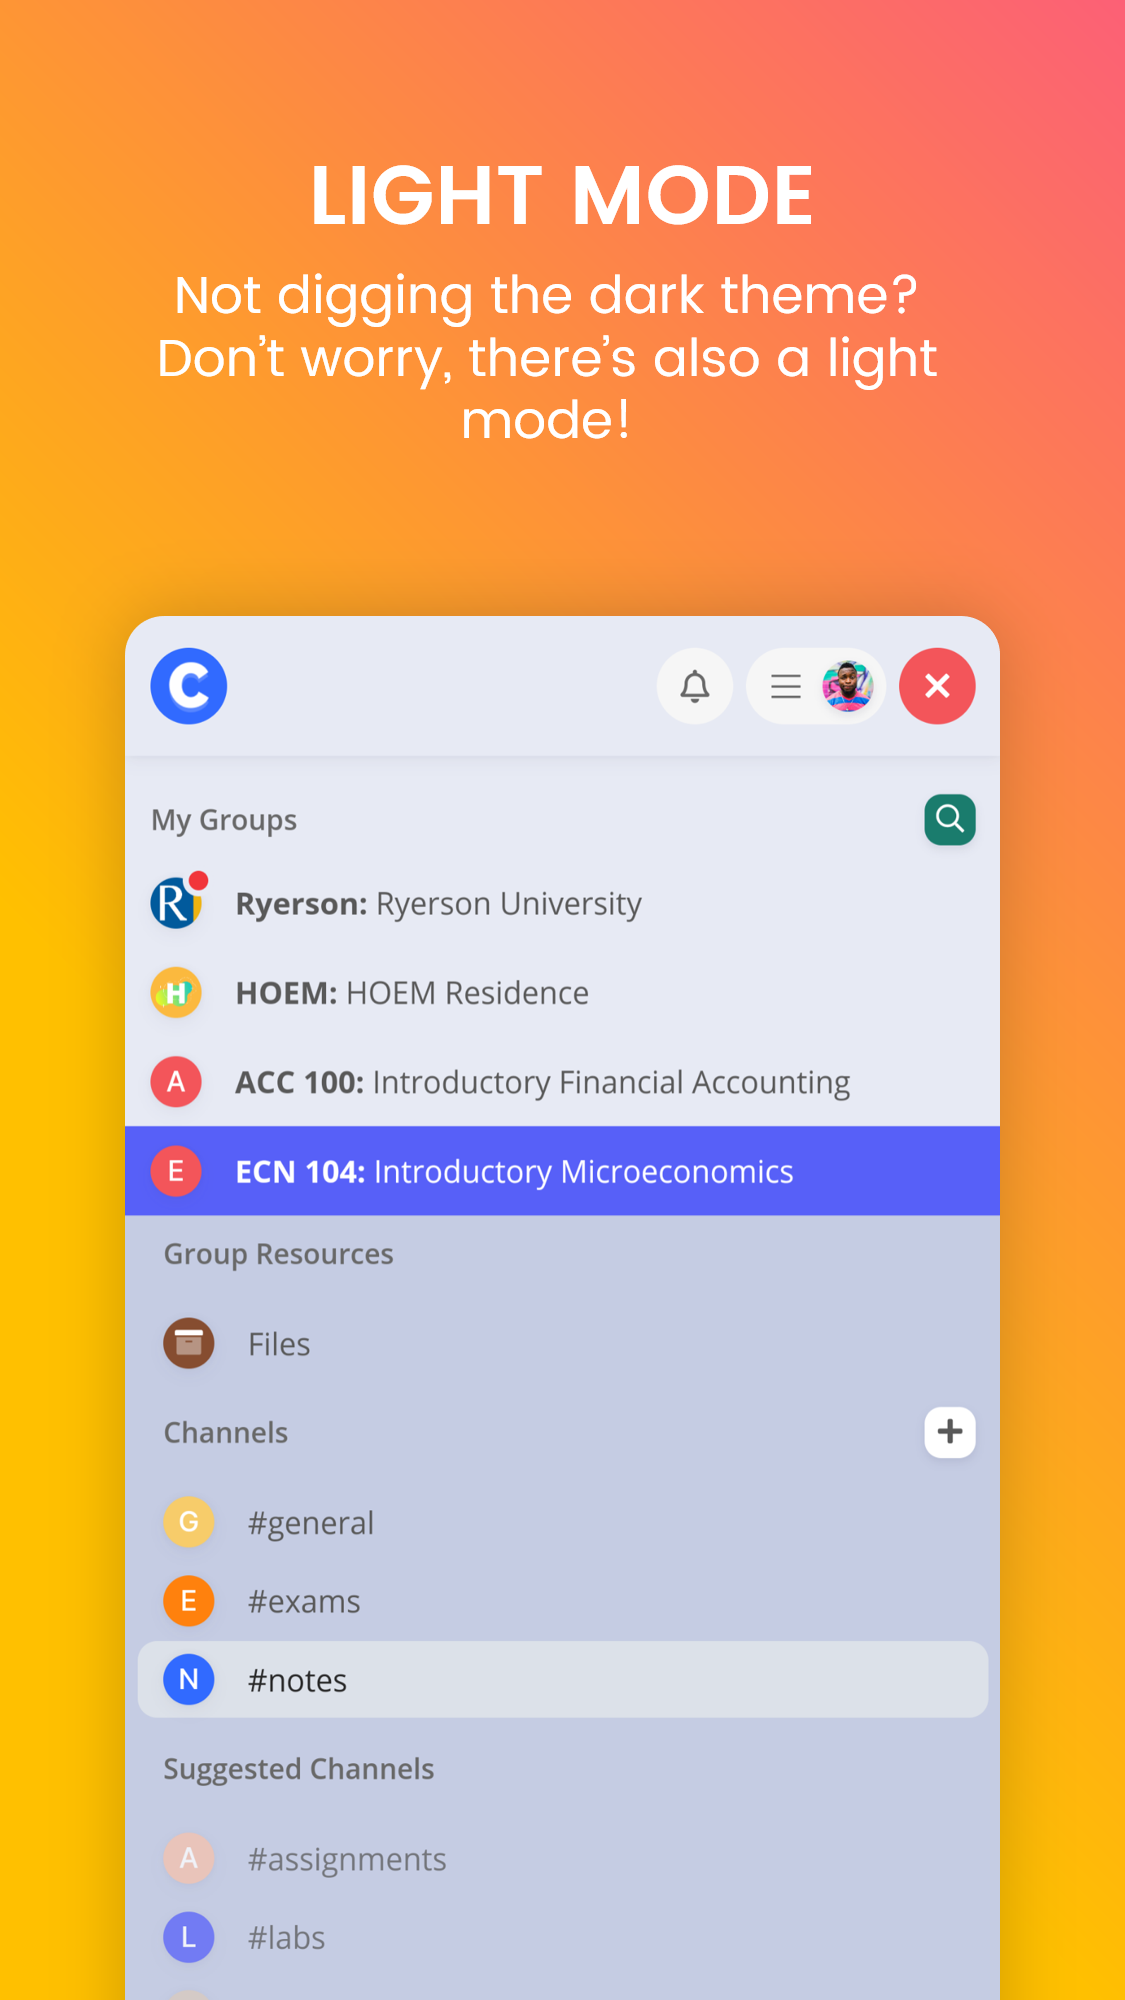 LIGHT MODE
Not digging the dark theme?
Don't worry, there's also a light
mode!
C
My Groups
R Ryerson: Ryerson University
H HOEM: HOEM Residence
A ACC 100: Introductory Financial Accounting
E ECN 104: Introductory Microeconomics
Group Resources
Files
Channels
G #general
E #exams
N #notes
Suggested Channels
A #assignments
L #labs